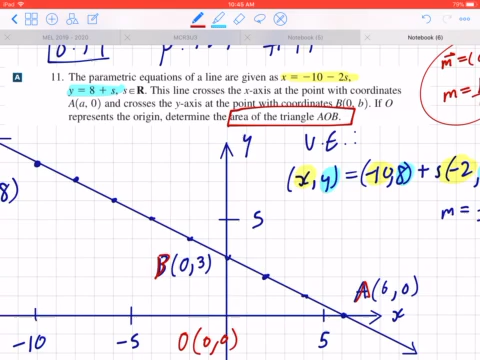 iPad
10:45 AM
79%
MEL 2019 - 2020
MCR3U9
Notebook (5)
Notebook (6)
A 11. The parametric equations of a line are given as x = −10 − 2s,
y = 8 + s, s∈R. This line crosses the x-axis at the point with coordinates
A(a, 0) and crosses the y-axis at the point with coordinates B(0, b). If O
represents the origin, determine the area of the triangle AOB.
y
V.E ∴
(x,y) = (-10,8) + s(-2,
8)
5
m =
B(0,3)
A(6,0)
x
-10
-5
O(0,0)
5